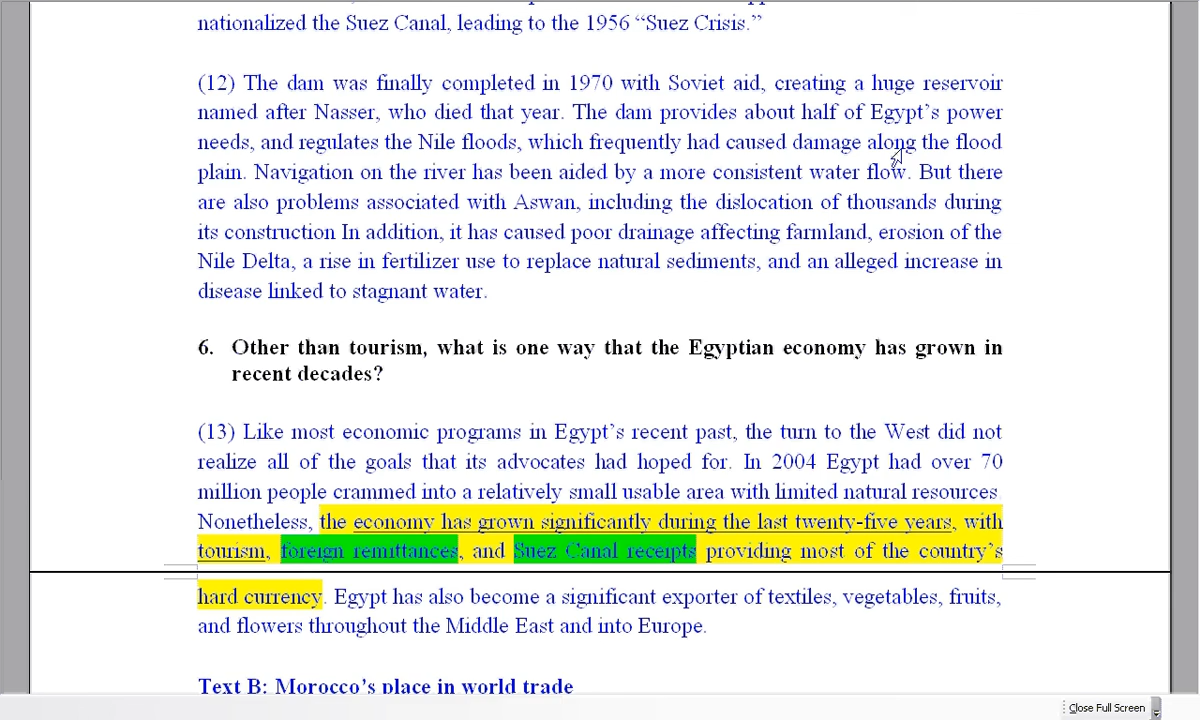 nationalized the Suez Canal, leading to the 1956 “Suez Crisis.”
(12) The dam was finally completed in 1970 with Soviet aid, creating a huge reservoir
named after Nasser, who died that year. The dam provides about half of Egypt’s power
needs, and regulates the Nile floods, which frequently had caused damage along the flood
plain. Navigation on the river has been aided by a more consistent water flow. But there
are also problems associated with Aswan, including the dislocation of thousands during
its construction In addition, it has caused poor drainage affecting farmland, erosion of the
Nile Delta, a rise in fertilizer use to replace natural sediments, and an alleged increase in
disease linked to stagnant water.
6. Other than tourism, what is one way that the Egyptian economy has grown in
recent decades?
(13) Like most economic programs in Egypt’s recent past, the turn to the West did not
realize all of the goals that its advocates had hoped for. In 2004 Egypt had over 70
million people crammed into a relatively small usable area with limited natural resources.
Nonetheless, the economy has grown significantly during the last twenty-five years, with
tourism, foreign remittances, and Suez Canal receipts providing most of the country’s
hard currency. Egypt has also become a significant exporter of textiles, vegetables, fruits,
and flowers throughout the Middle East and into Europe.
Text B: Morocco’s place in world trade
Close Full Screen